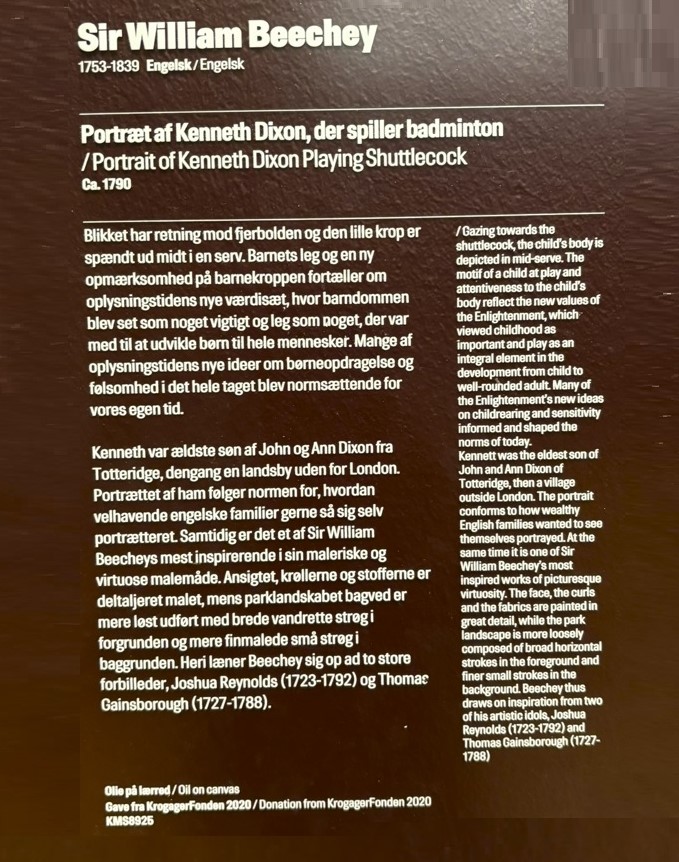 Sir William Beechey
1753-1839 Engelsk / Engelsk
Portræt af Kenneth Dixon, der spiller badminton
/ Portrait of Kenneth Dixon Playing Shuttlecock
Ca. 1790
Blikket har retning mod fjerbolden og den lille krop er
spændt ud midt i en serv. Barnets leg og en ny
opmærksomhed på barnekroppen fortæller om
oplysningstidens nye værdisæt, hvor barndommen
blev set som noget vigtigt og leg som noget, der var
med til at udvikle børn til hele mennesker. Mange af
oplysningstidens nye ideer om børneopdragelse og
følsomhed i det hele taget blev normsættende for
vores egen tid.
Kenneth var ældste søn af John og Ann Dixon fra
Totteridge, dengang en landsby uden for London.
Portrættet af ham følger normen for, hvordan
velhavende engelske familier gerne så sig selv
portrætteret. Samtidig er det et af Sir William
Beecheys mest inspirerende i sin maleriske og
virtuose malemåde. Ansigtet, krøllerne og stofferne er
deltaljeret malet, mens parklandskabet bagved er
mere løst udført med brede vandrette strøg i
forgrunden og mere finmalede små strøg i
baggrunden. Heri læner Beechey sig op ad to store
forbilleder, Joshua Reynolds (1723-1792) og Thomas
Gainsborough (1727-1788).
/ Gazing towards the
shuttlecock, the child's body is
depicted in mid-serve. The
motif of a child at play and
attentiveness to the child's
body reflect the new values of
the Enlightenment, which
viewed childhood as
important and play as an
integral element in the
development from child to
well-rounded adult. Many of
the Enlightenment's new ideas
on childrearing and sensitivity
informed and shaped the
norms of today.
Kennett was the eldest son of
John and Ann Dixon of
Totteridge, then a village
outside London. The portrait
conforms to how wealthy
English families wanted to see
themselves portrayed. At the
same time it is one of Sir
William Beechey's most
inspired works of picturesque
virtuosity. The face, the curls
and the fabrics are painted in
great detail, while the park
landscape is more loosely
composed of broad horizontal
strokes in the foreground and
finer small strokes in the
background. Beechey thus
draws on inspiration from two
of his artistic idols, Joshua
Reynolds (1723-1792) and
Thomas Gainsborough (1727-
1788)
Olie på lærred / Oil on canvas
Gave fra KrogagerFonden 2020 / Donation from KrogagerFonden 2020
KMS8925